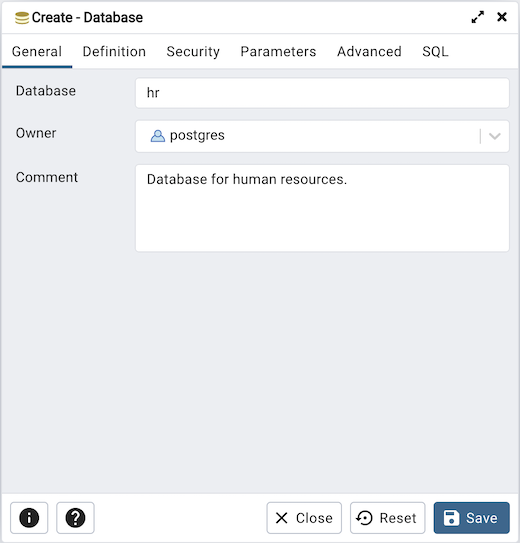 Create - Database
General Definition Security Parameters Advanced SQL
Database hr
Owner postgres
Comment Database for human resources.
Close Reset Save